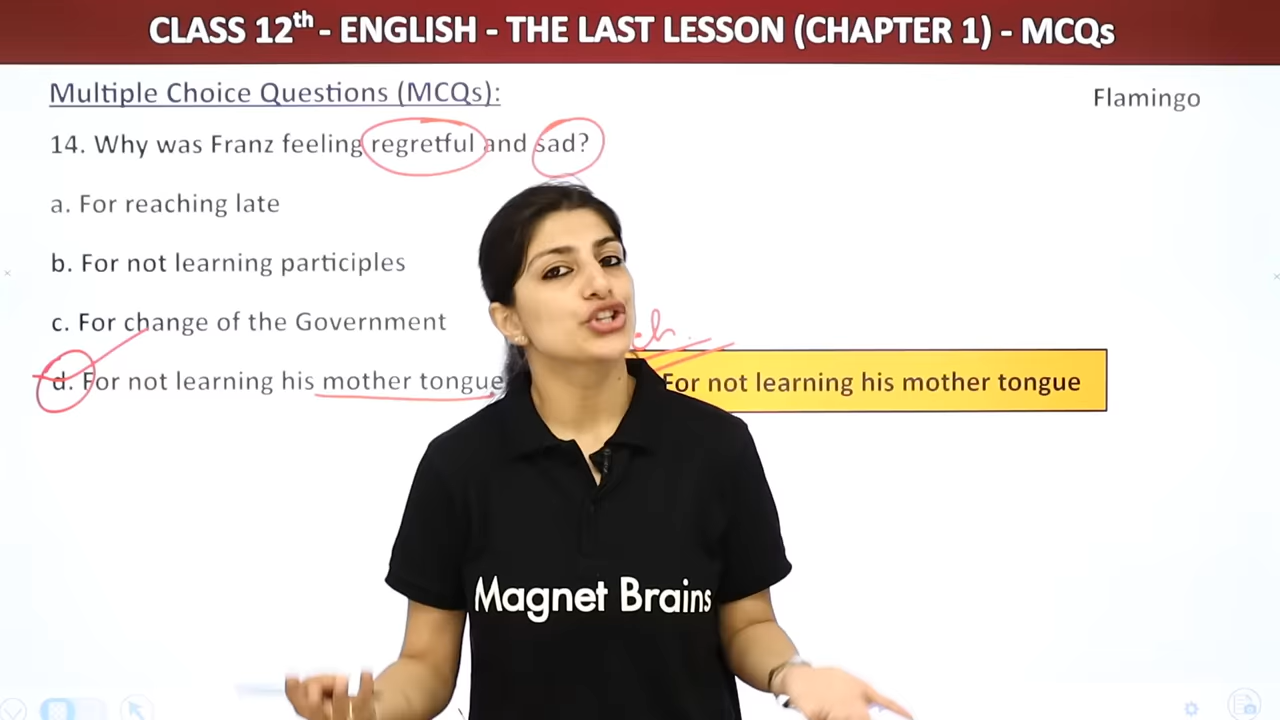 CLASS 12th - ENGLISH - THE LAST LESSON (CHAPTER 1) - MCQs
Multiple Choice Questions (MCQs):
Flamingo
14. Why was Franz feeling regretful and sad?
a. For reaching late
b. For not learning participles
c. For change of the Government
ch.
d. For not learning his mother tongue
For not learning his mother tongue
Magnet Brains